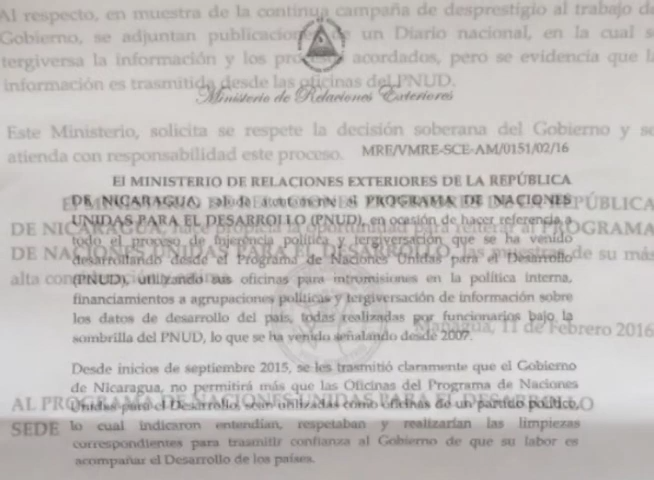 Al respecto, en muestra de la continua campaña de desprestigio al trabajo
Gobierno, se adjuntan un Diario nacional, en la cual
tergiversa la información y los acordados, pero se evidencia que
información es trasmitida desde las oficinas del PNUD.
Ministerio de Relaciones Exteriores
Este Ministerio, solicita se respete la decisión soberana del Gobierno y
atienda con responsabilidad este proceso.
MRE/VMRE-SCE-AM/0151/02/16
El MINISTERIO DE RELACIONES EXTERIORES DE LA REPÚBLICA
DE NICARAGUA, saluda atentamente al PROGRAMA DE NACIONES
UNIDAS PARA EL DESARROLLO (PNUD), en ocasión de hacer referencia a
todo el proceso de injerencia política y tergiversación que se ha venido
desarrollando desde el Programa de Naciones Unidas para el Desarrollo
(PNUD), utilizando sus oficinas para intromisiones en la política interna,
financiamientos a agrupaciones políticas y tergiversación de información sobre
los datos de desarrollo del país, todas realizadas por funcionarios bajo la
sombrilla del PNUD, lo que se ha venido señalando desde 2007.
Managua, 11 de Febrero 2016
Desde inicios de septiembre 2015, se les trasmitió claramente que el Gobierno
de Nicaragua, no permitirá más que las Oficinas del Programa de Naciones
Unidas para el Desarrollo, sean utilizadas como oficinas de un partido político,
lo cual indicaron entendían, respetaban y realizarían las limpiezas
correspondientes para trasmitir confianza al Gobierno de que su labor es
acompañar el Desarrollo de los países.
AL PROGRAMA DE NACIONES UNIDAS PARA EL DESARROLLO
SEDE